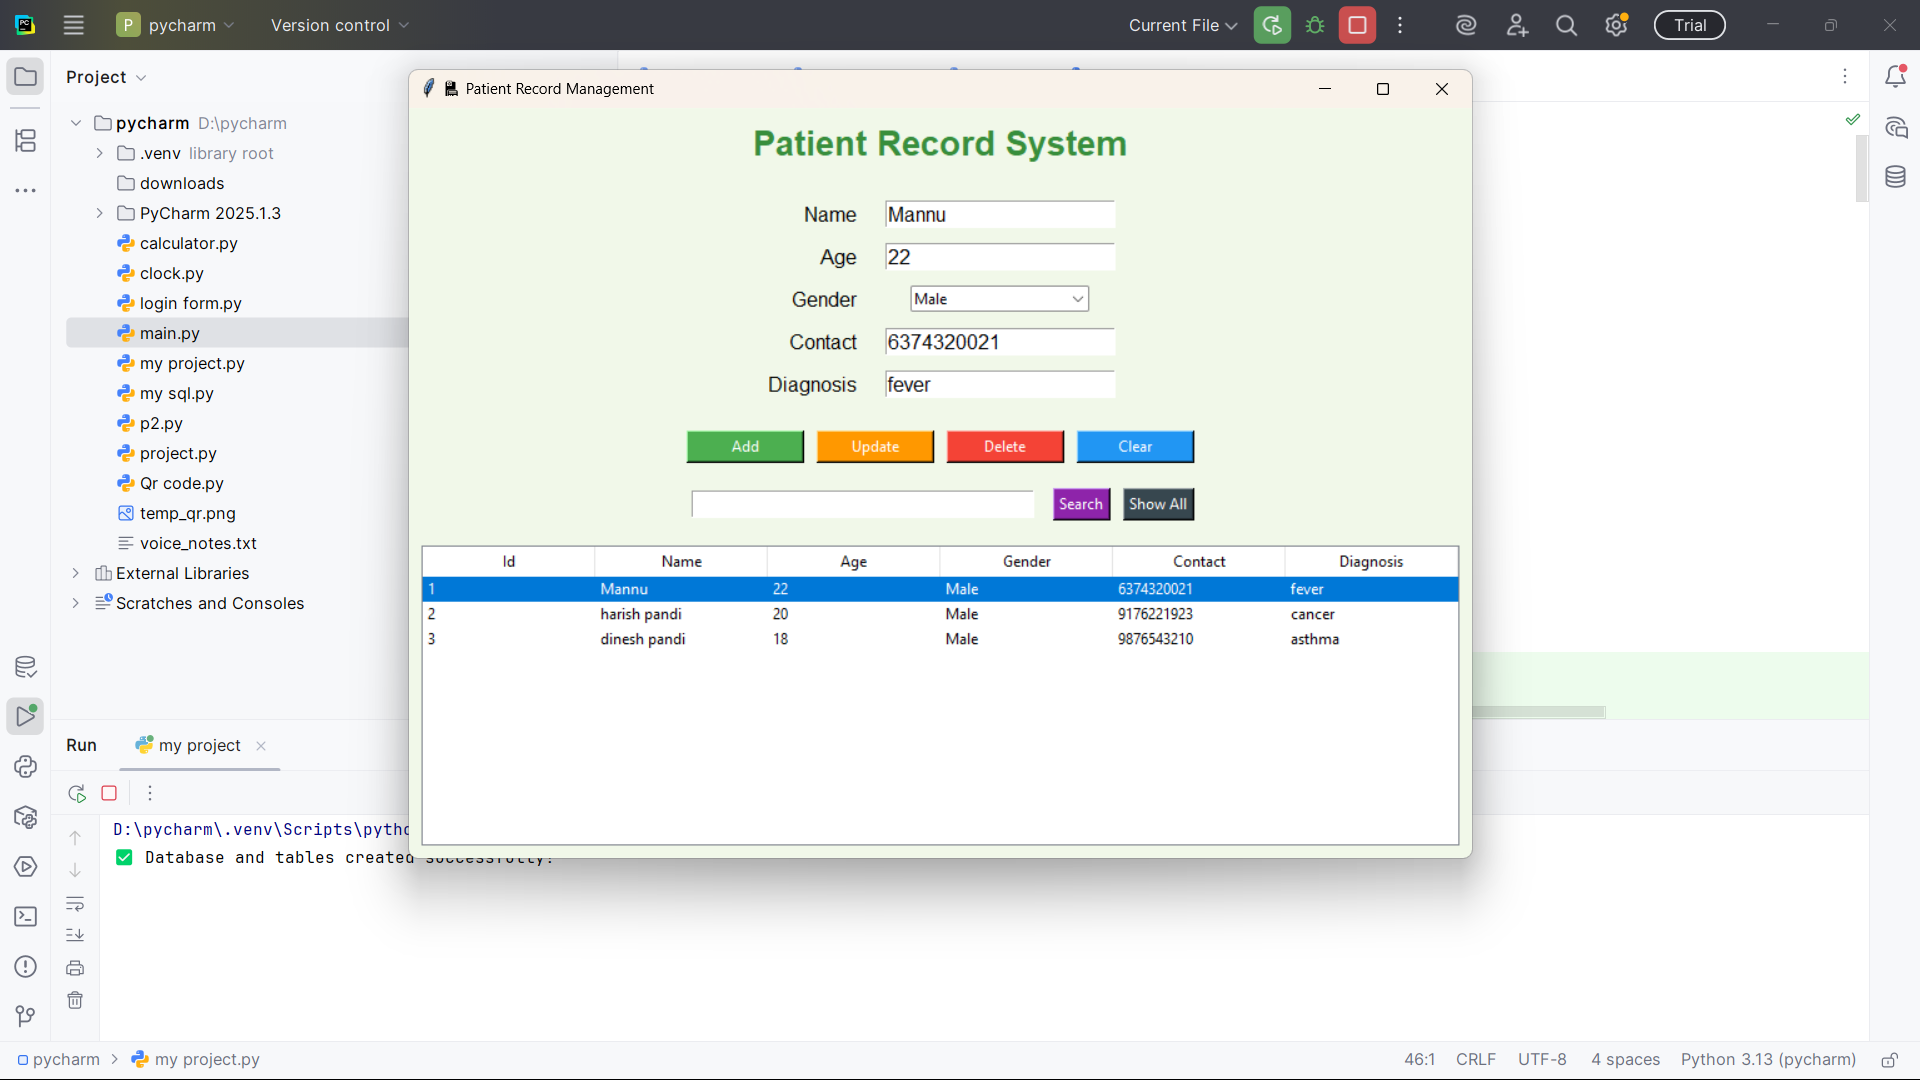 P pycharm Version control Current File Trial
Project
Patient Record Management
pycharm D:\pycharm
.venv library root
downloads
PyCharm 2025.1.3
calculator.py
clock.py
login form.py
main.py
my project.py
my sql.py
p2.py
project.py
Qr code.py
temp_qr.png
voice_notes.txt
External Libraries
Scratches and Consoles
Patient Record System
Name Mannu
Age 22
Gender Male
Contact 6374320021
Diagnosis fever
Add Update Delete Clear
Search Show All
Id Name Age Gender Contact Diagnosis
1 Mannu 22 Male 6374320021 fever
2 harish pandi 20 Male 9176221923 cancer
3 dinesh pandi 18 Male 9876543210 asthma
Run my project
D:\pycharm\.venv\Scripts\pytho
Database and tables created successfully!
pycharm > my project.py 46:1 CRLF UTF-8 4 spaces Python 3.13 (pycharm)